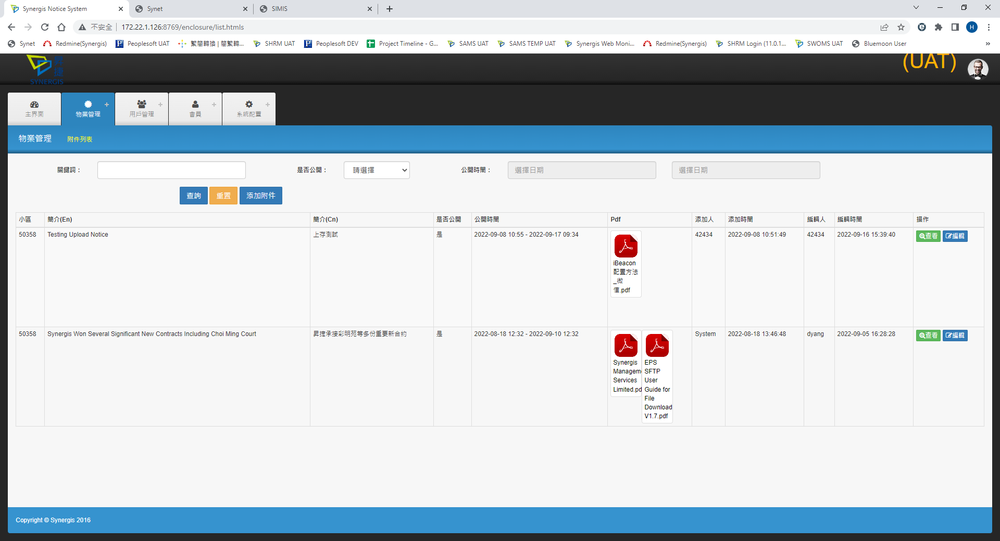 Synergis Notice System
Synet
SIMIS
不安全
172.22.1.126:8769/enclosure/list.htmls
H
Synet
Redmine(Synergis)
Peoplesoft UAT
繁簡轉換 | 簡繁轉...
SHRM UAT
Peoplesoft DEV
Project Timeline - G...
SAMS UAT
SAMS TEMP UAT
Synergis Web Moni...
Redmine(Synergis)
SHRM Login (11.0.1...
SWOMS UAT
Bluemoon User
昇捷
SYNERGIS
(UAT)
主界面
物業管理
用戶管理
會員
系統配置
物業管理
附件列表
關鍵詞：
是否公開：
請選擇
公開時間：
選擇日期
選擇日期
查詢
重置
添加附件
小區
簡介(En)
簡介(Cn)
是否公開
公開時間
Pdf
添加人
添加時間
編輯人
編輯時間
操作
50358
Testing Upload Notice
上存測試
是
2022-09-08 10:55 - 2022-09-17 09:34
iBeacon
配置方法
_微
信.pdf
42434
2022-09-08 10:51:49
42434
2022-09-16 15:39:40
查看
編輯
50358
Synergis Won Several Significant New Contracts Including Choi Ming Court
昇捷承接彩明苑等多份重要新合約
是
2022-08-18 12:32 - 2022-09-10 12:32
Synergis
Managem
Services
Limited.pd
EPS
SFTP
User
Guide for
File
Download
V1.7.pdf
System
2022-08-18 13:46:48
dyang
2022-09-05 16:28:28
查看
編輯
Copyright © Synergis 2016